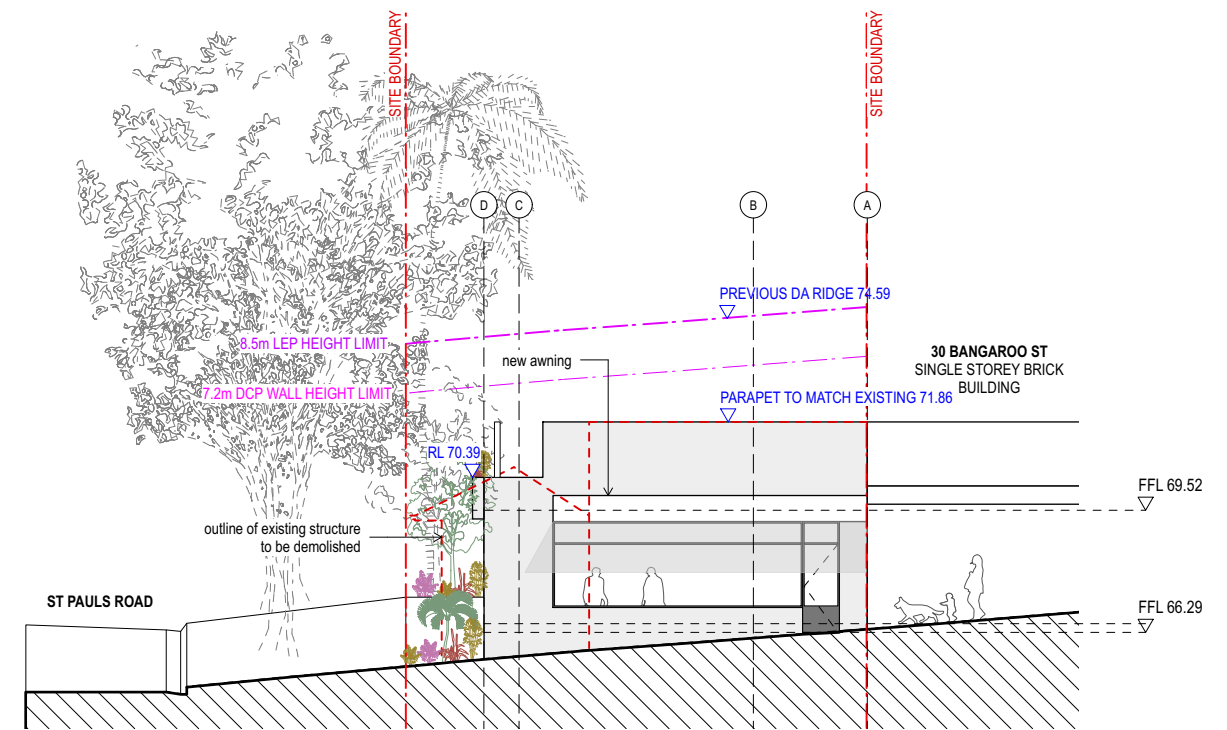 SITE BOUNDARY
SITE BOUNDARY
D
C
B
A
PREVIOUS DA RIDGE 74.59
8.5m LEP HEIGHT LIMIT
new awning
30 BANGAROO ST
SINGLE STOREY BRICK
BUILDING
7.2m DCP WALL HEIGHT LIMIT
PARAPET TO MATCH EXISTING 71.86
RL 70.39
FFL 69.52
outline of existing structure
to be demolished
ST PAULS ROAD
FFL 66.29